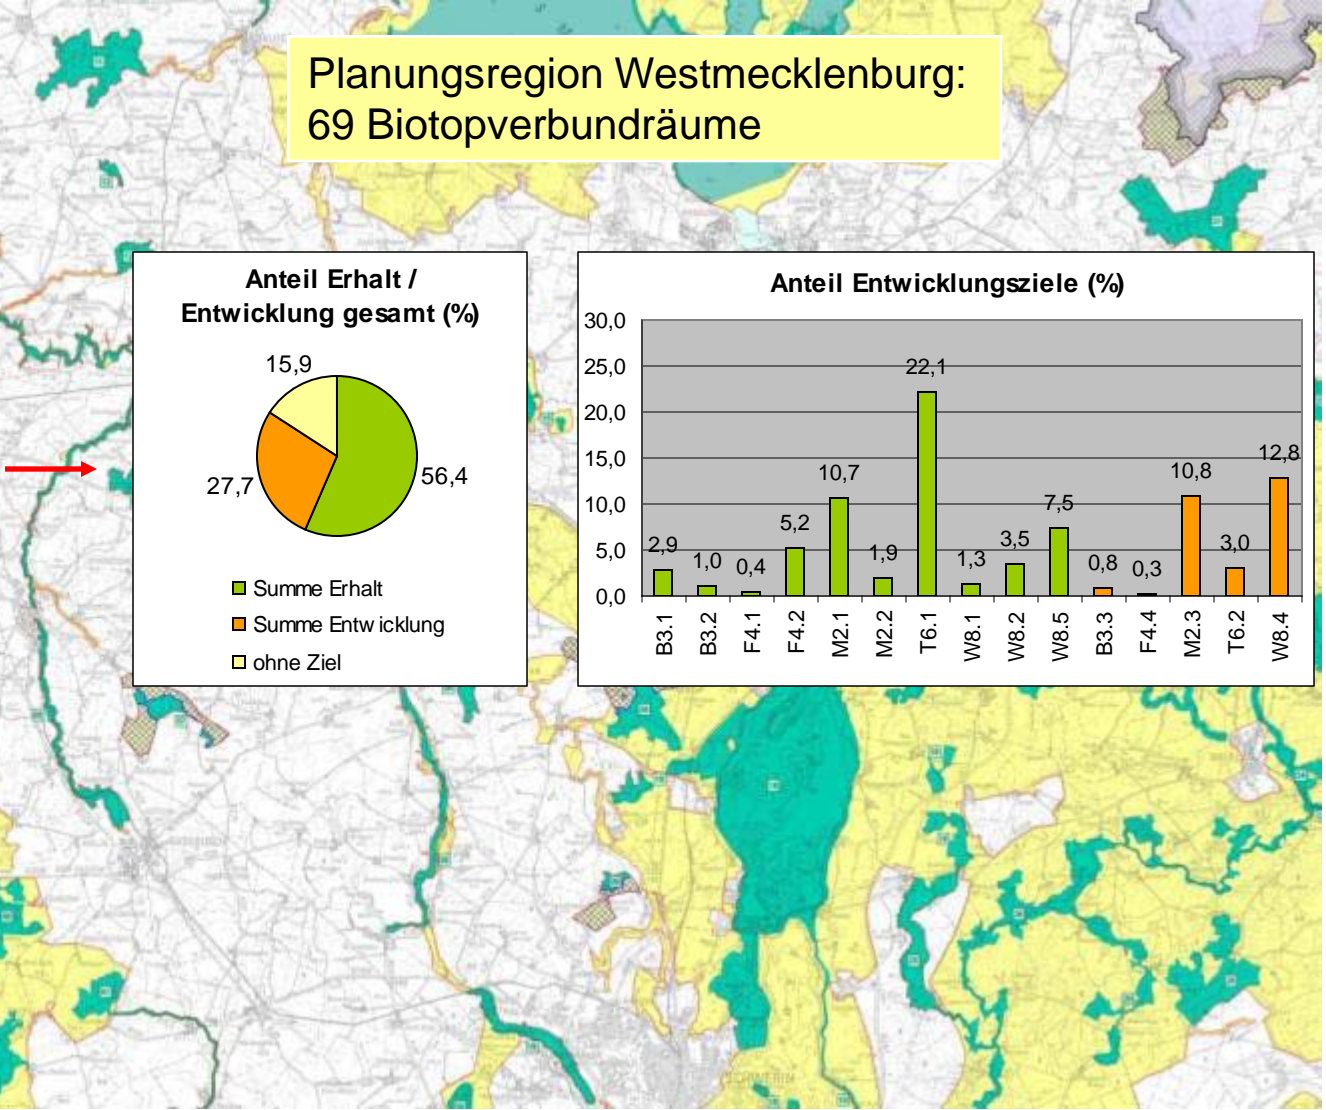 Planungsregion Westmecklenburg:
69 Biotopverbundräume
Anteil Erhalt /
Entwicklung gesamt (%)
15,9
27,7
56,4
Summe Erhalt
Summe Entwicklung
ohne Ziel
Anteil Entwicklungsziele (%)
30,0
25,0
20,0
15,0
10,0
5,0
0,0
2,9
1,0
0,4
5,2
10,7
1,9
22,1
1,3
3,5
7,5
0,8
0,3
10,8
3,0
12,8
B3.1
B3.2
F4.1
F4.2
M2.1
M2.2
T6.1
W8.1
W8.2
W8.5
B3.3
F4.4
M2.3
T6.2
W8.4